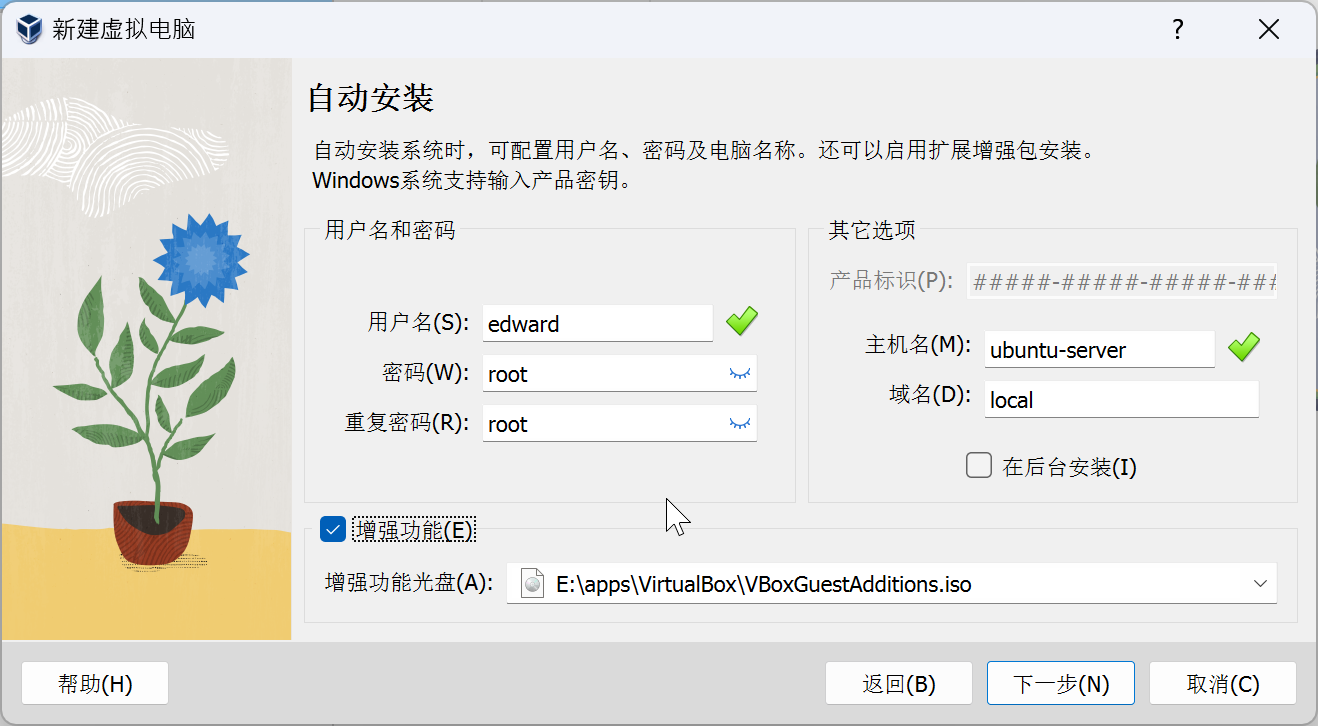 新建虚拟电脑
?
自动安装
自动安装系统时，可配置用户名、密码及电脑名称。还可以启用扩展增强包安装。
Windows系统支持输入产品密钥。
用户名和密码
用户名(S): edward
密码(W): root
重复密码(R): root
其它选项
产品标识(P): #####-#####-#####-###
主机名(M): ubuntu-server
域名(D): local
在后台安装(I)
增强功能(E)
增强功能光盘(A): E:\apps\VirtualBox\VBoxGuestAdditions.iso
帮助(H) 返回(B) 下一步(N) 取消(C)